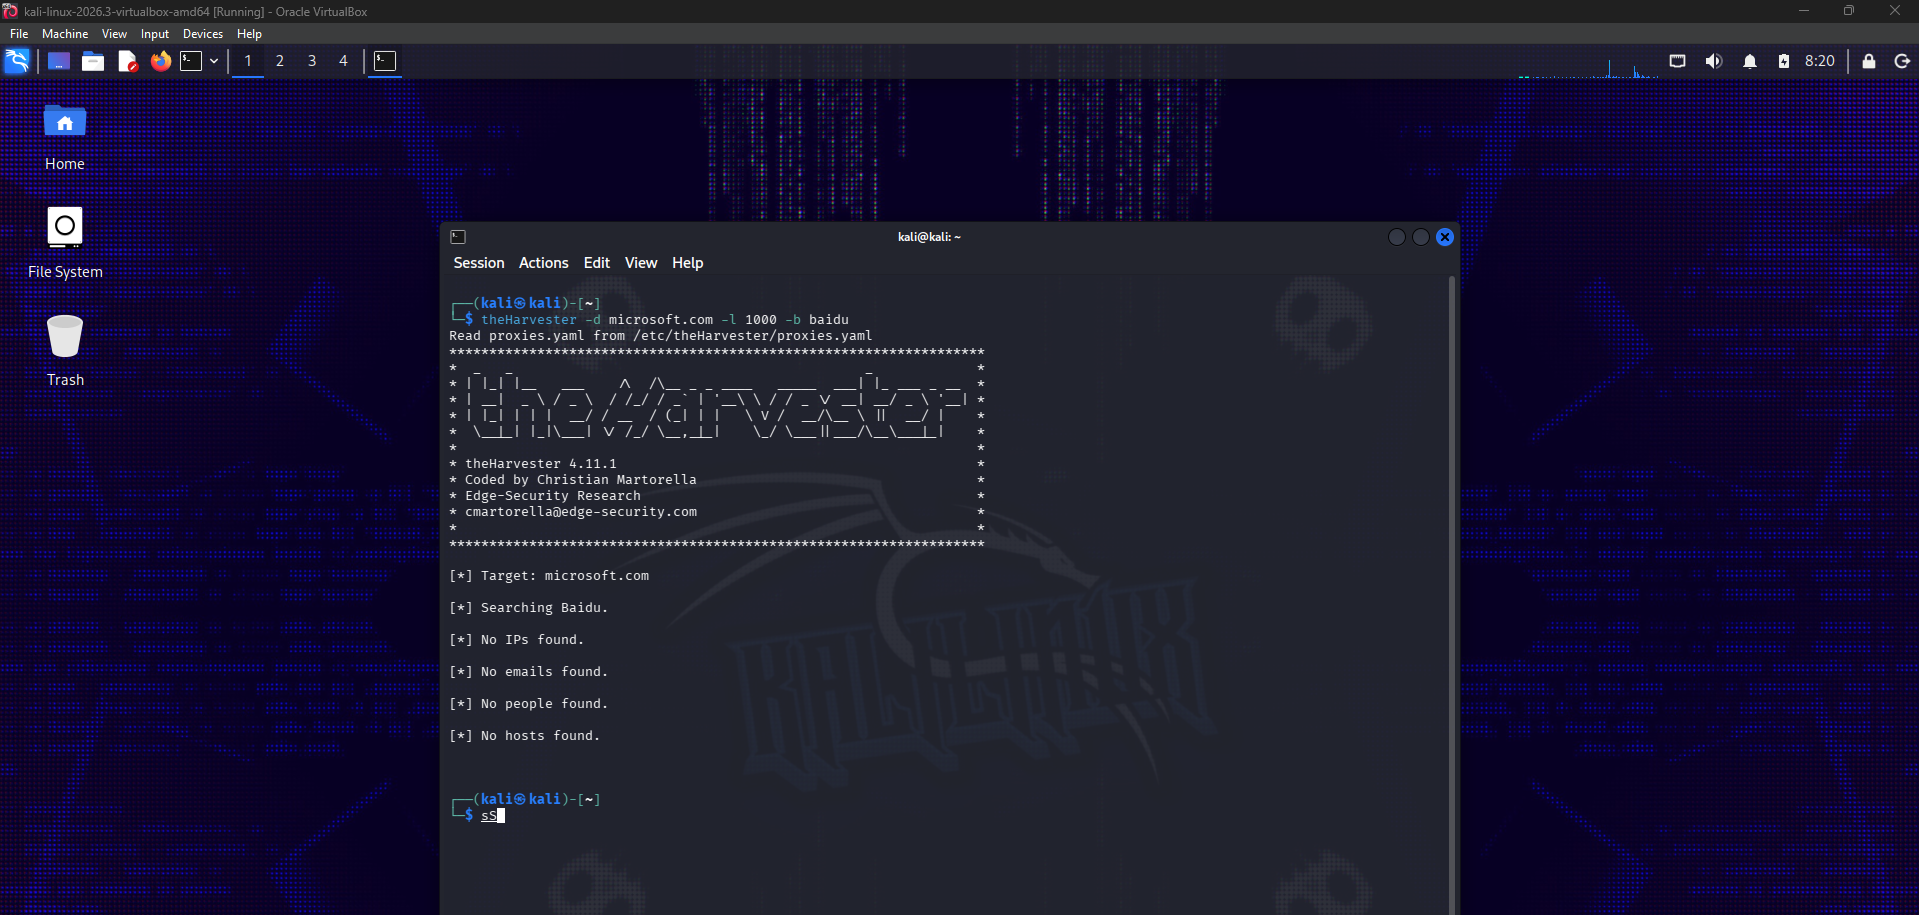 kali-linux-2026.3-virtualbox-amd64 [Running] - Oracle VirtualBox
File Machine View Input Devices Help
1 2 3 4 8:20
Home
File System
Trash
kali@kali: ~
Session Actions Edit View Help
┌──(kali㉿kali)-[~]
└─$ theHarvester -d microsoft.com -l 1000 -b baidu
Read proxies.yaml from /etc/theHarvester/proxies.yaml
*******************************************************************
theHarvester
* theHarvester 4.11.1 *
* Coded by Christian Martorella *
* Edge-Security Research *
* cmartorella@edge-security.com *
* *
*******************************************************************
[*] Target: microsoft.com
[*] Searching Baidu.
[*] No IPs found.
[*] No emails found.
[*] No people found.
[*] No hosts found.
┌──(kali㉿kali)-[~]
└─$ sS
KALI LINUX